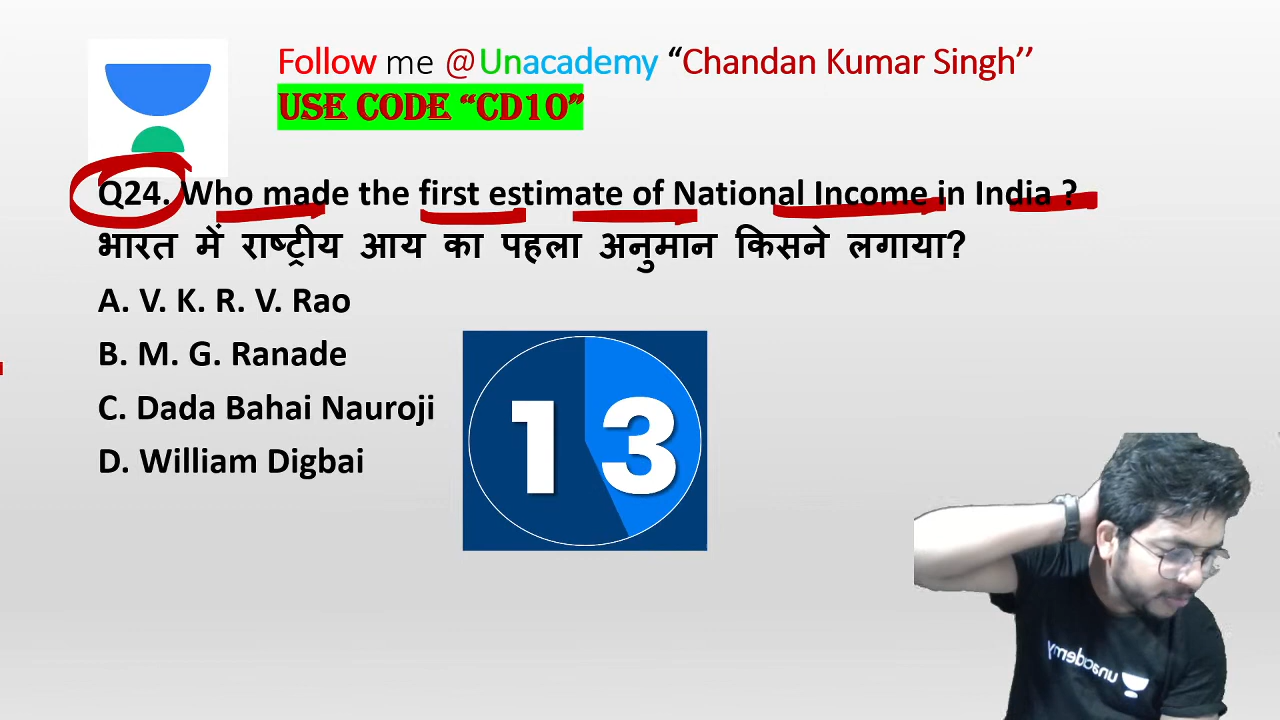 Follow me @Unacademy “Chandan Kumar Singh’’
USE CODE “CD10”
Q24. Who made the first estimate of National Income in India ?
भारत में राष्ट्रीय आय का पहला अनुमान किसने लगाया?
A. V. K. R. V. Rao
B. M. G. Ranade
C. Dada Bahai Nauroji
D. William Digbai
13
unacademy